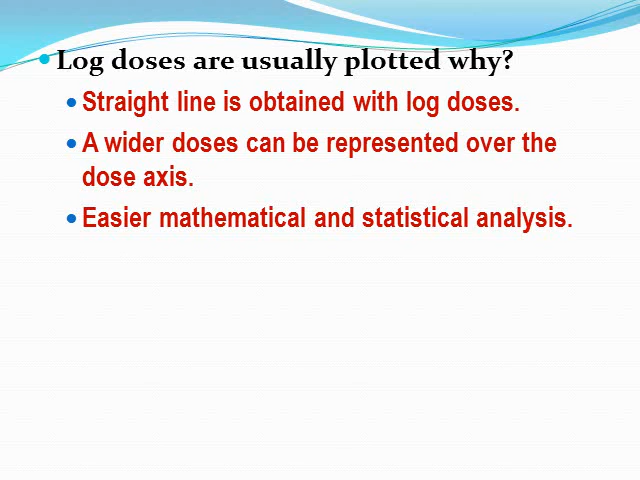 Log doses are usually plotted why?
Straight line is obtained with log doses.
A wider doses can be represented over the
dose axis.
Easier mathematical and statistical analysis.